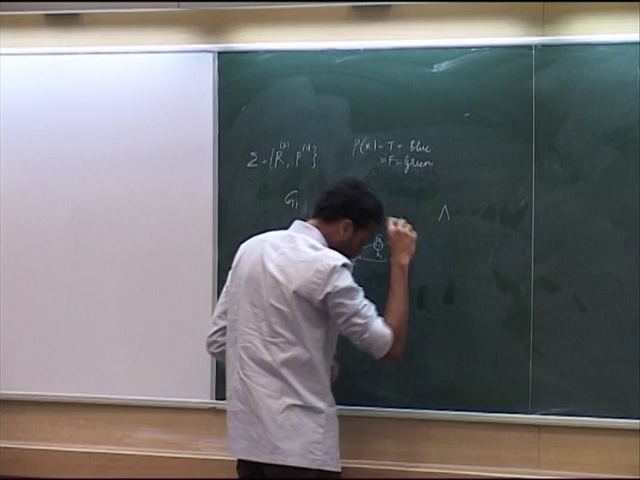 Σ = {R⁽²⁾, P⁽¹⁾}
P(x) = T = Blue
= F = Green
G₁
Λ